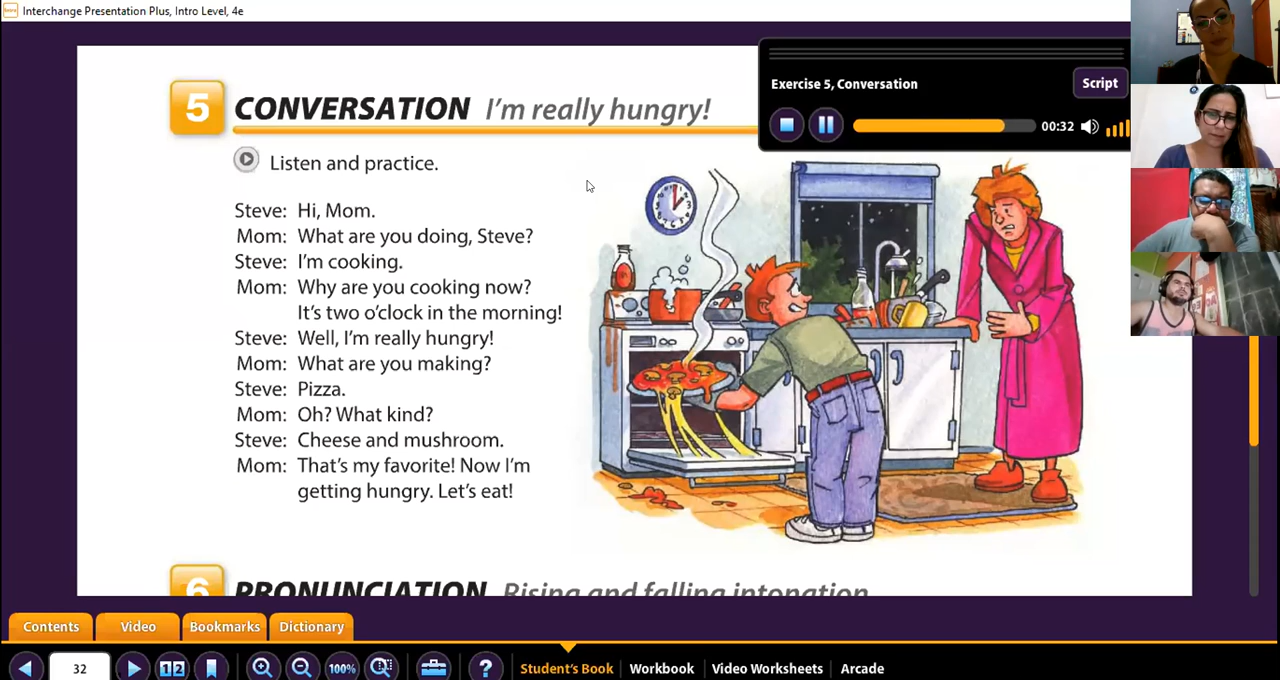 Interchange Presentation Plus, Intro Level, 4e
5 CONVERSATION I'm really hungry!
Exercise 5, Conversation
Script
00:32
Listen and practice.
Steve: Hi, Mom.
Mom: What are you doing, Steve?
Steve: I'm cooking.
Mom: Why are you cooking now?
It's two o'clock in the morning!
Steve: Well, I'm really hungry!
Mom: What are you making?
Steve: Pizza.
Mom: Oh? What kind?
Steve: Cheese and mushroom.
Mom: That's my favorite! Now I'm
getting hungry. Let's eat!
6 PRONUNCIATION Rising and falling intonation
Contents Video Bookmarks Dictionary
32 12 100% ? Student's Book Workbook Video Worksheets Arcade